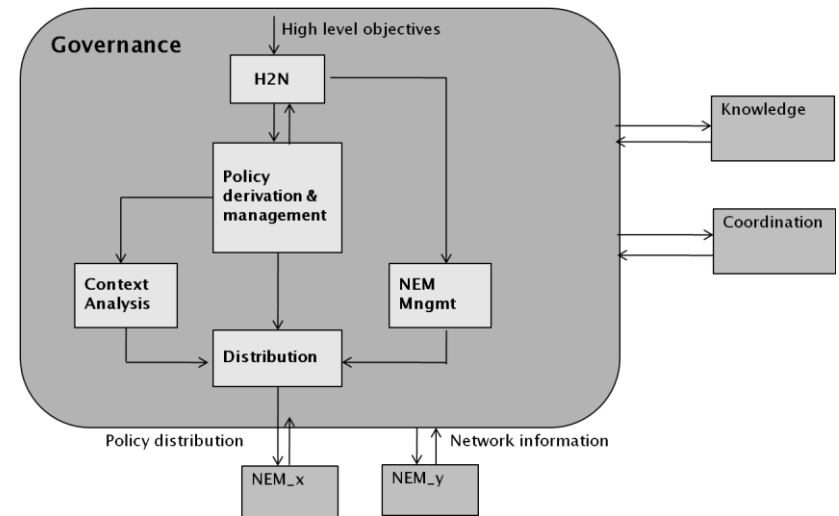 High level objectives
Governance
H2N
Knowledge
Policy
derivation &
management
Coordination
Context
Analysis
NEM
Mngmt
Distribution
Policy distribution
Network information
NEM_x
NEM_y